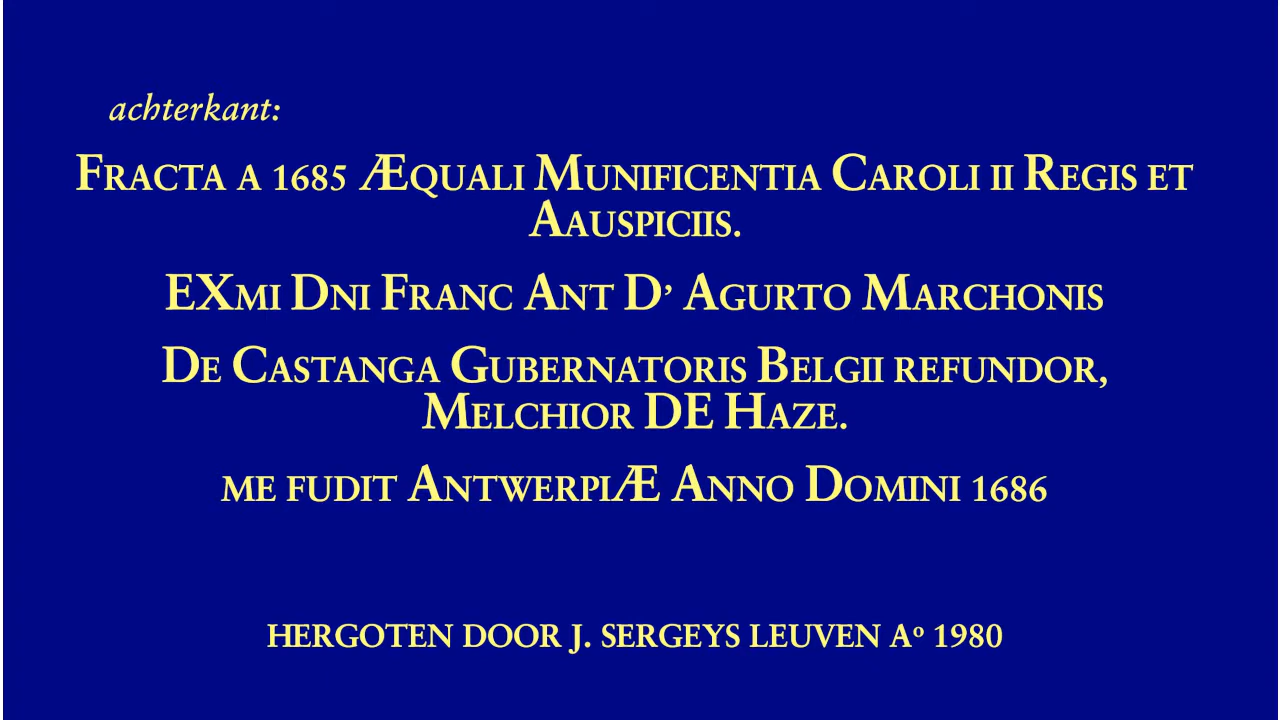 achterkant:
Fracta a 1685 Æquali Munificentia Caroli ii Regis et
Aauspiciis.
EXmi Dni Franc Ant D’ Agurto Marchonis
De Castanga Gubernatoris Belgii refundor,
Melchior DE Haze.
me fudit AntwerpiÆ Anno Domini 1686
hergoten door j. sergeys leuven Aº 1980